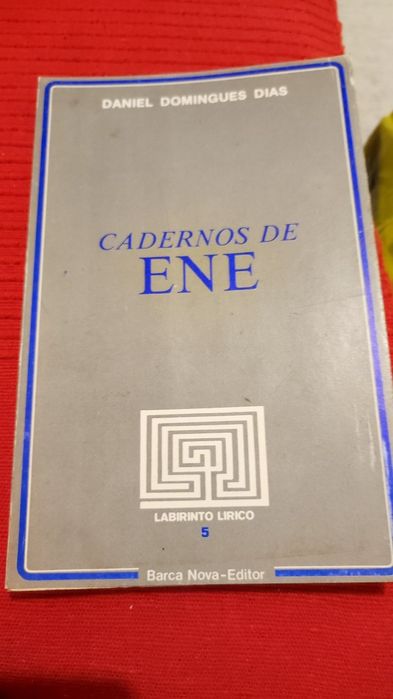 DANIEL DOMINGUES DIAS
CADERNOS DE
ENE
LABIRINTO LIRICO
5
Barca Nova-Editor